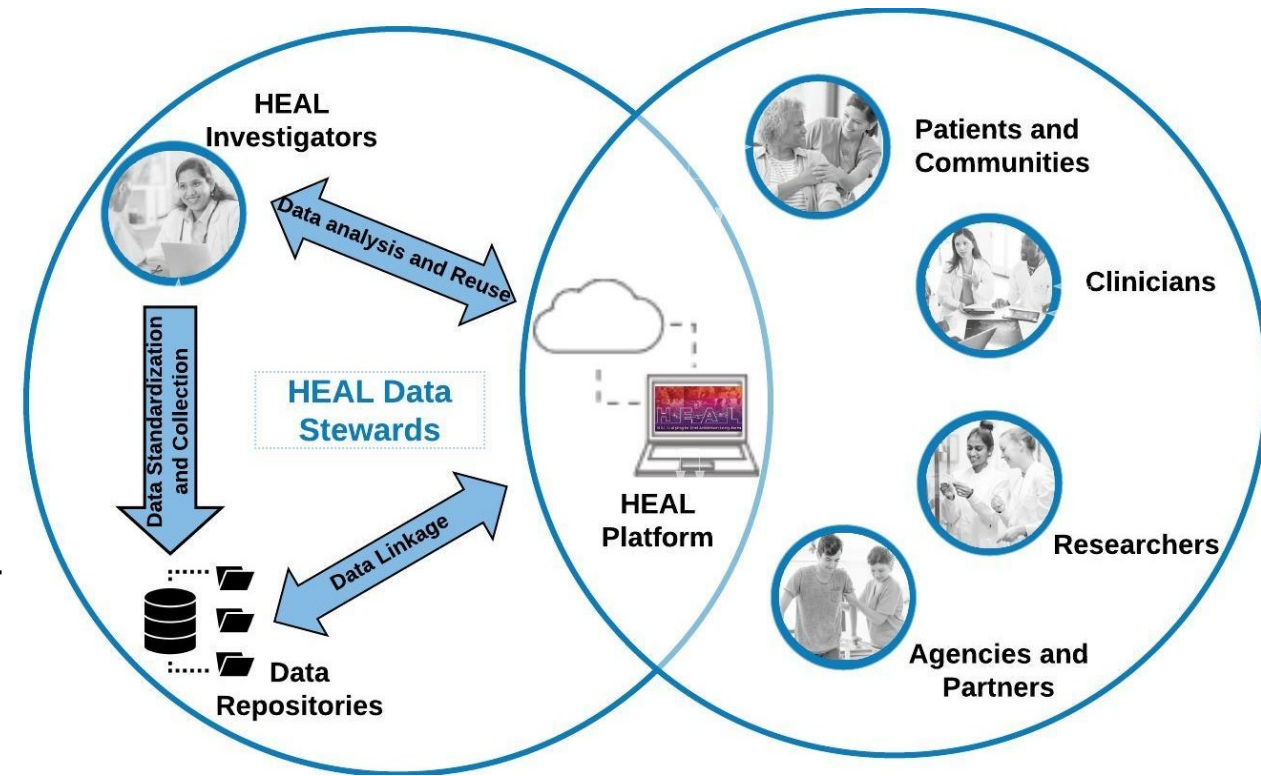 HEAL
Investigators
Data analysis and Reuse
Data Standardization
and Collection
HEAL Data
Stewards
Data Linkage
Data
Repositories
HEAL
Platform
Patients and
Communities
Clinicians
Researchers
Agencies and
Partners